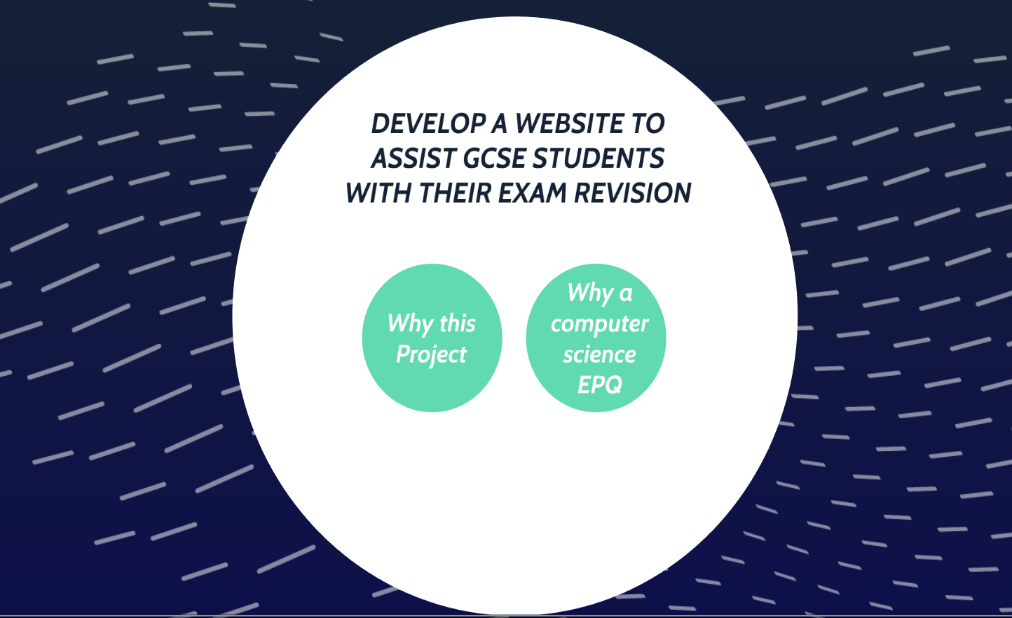 DEVELOP A WEBSITE TO
ASSIST GCSE STUDENTS
WITH THEIR EXAM REVISION
Why this
Project
Why a
computer
science
EPQ